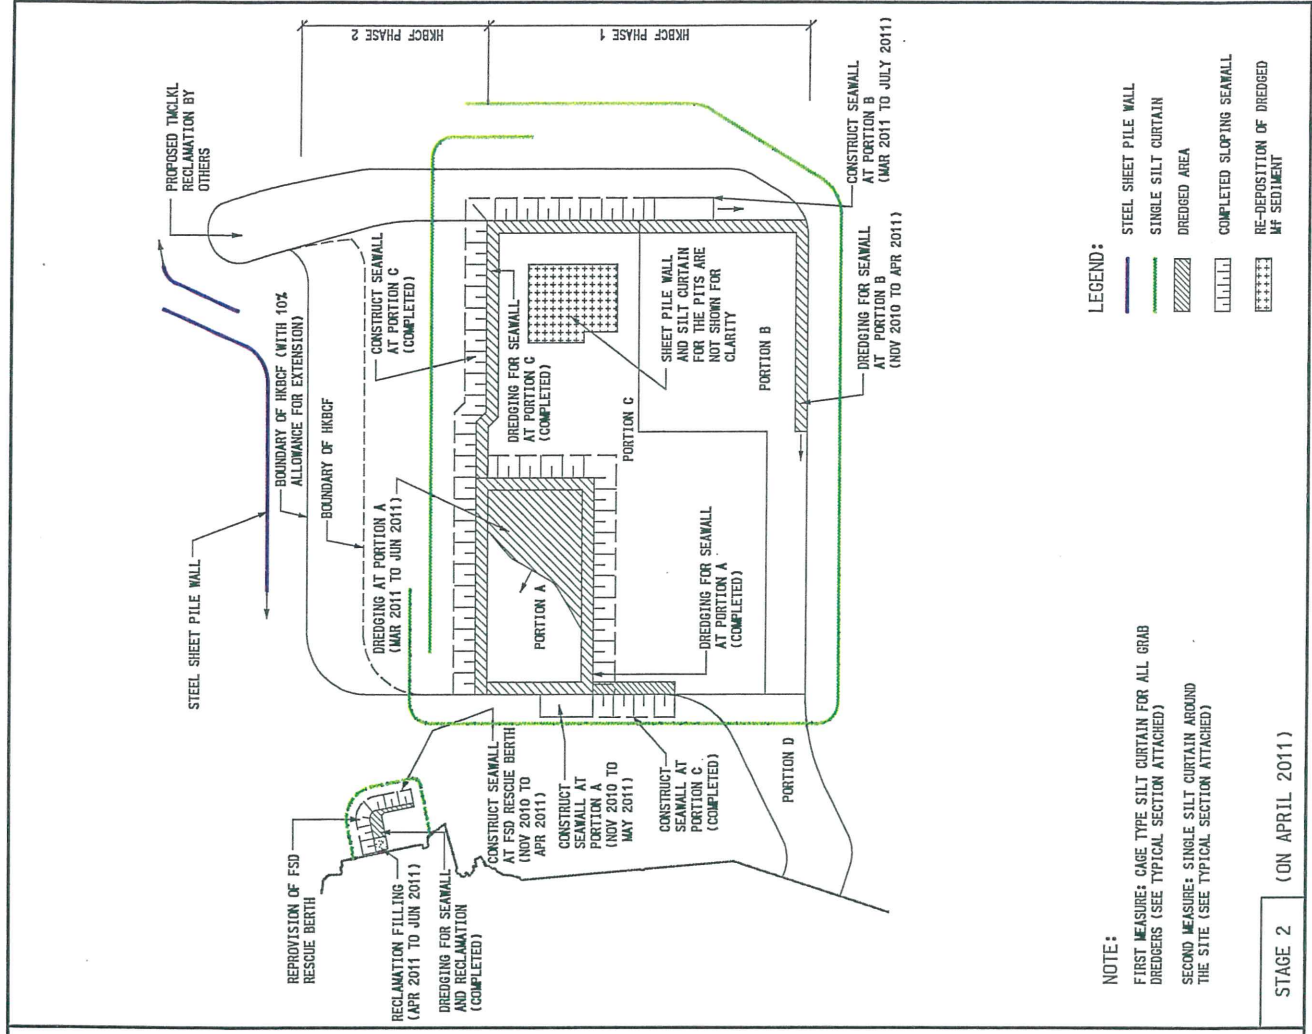 HKBCF PHASE 2
HKBCF PHASE 1
PROPOSED TMCLKL
RECLAMATION BY
OTHERS
STEEL SHEET PILE WALL
BOUNDARY OF HKBCF (WITH 10%
ALLOWANCE FOR EXTENSION)
BOUNDARY OF HKBCF
CONSTRUCT SEAWALL
AT PORTION C
(COMPLETED)
DREDGING AT PORTION A
(MAR 2011 TO JUN 2011)
DREDGING FOR SEAWALL
AT PORTION C
(COMPLETED)
SHEET PILE WALL
AND SILT CURTAIN
FOR THE PITS ARE
NOT SHOWN FOR
CLARITY
PORTION A
PORTION C
PORTION B
PORTION D
CONSTRUCT SEAWALL
AT PORTION B
(MAR 2011 TO JULY 2011)
DREDGING FOR SEAWALL
AT PORTION B
(NOV 2010 TO APR 2011)
DREDGING FOR SEAWALL
AT PORTION A
(COMPLETED)
REPROVISION OF FSD
RESCUE BERTH
RECLAMATION FILLING
(APR 2011 TO JUN 2011)
DREDGING FOR SEAWALL
AND RECLAMATION
(COMPLETED)
CONSTRUCT SEAWALL
AT FSD RESCUE BERTH
(NOV 2010 TO
APR 2011)
CONSTRUCT
SEAWALL AT
PORTION A
(NOV 2010 TO
MAY 2011)
CONSTRUCT
SEAWALL AT
PORTION C
(COMPLETED)
LEGEND:
STEEL SHEET PILE WALL
SINGLE SILT CURTAIN
DREDGED AREA
COMPLETED SLOPING SEAWALL
RE-DEPOSITION OF DREDGED
Mf SEDIMENT
NOTE:
FIRST MEASURE: CAGE TYPE SILT CURTAIN FOR ALL GRAB
DREDGERS (SEE TYPICAL SECTION ATTACHED)
SECOND MEASURE: SINGLE SILT CURTAIN AROUND
THE SITE (SEE TYPICAL SECTION ATTACHED)
STAGE 2 (ON APRIL 2011)